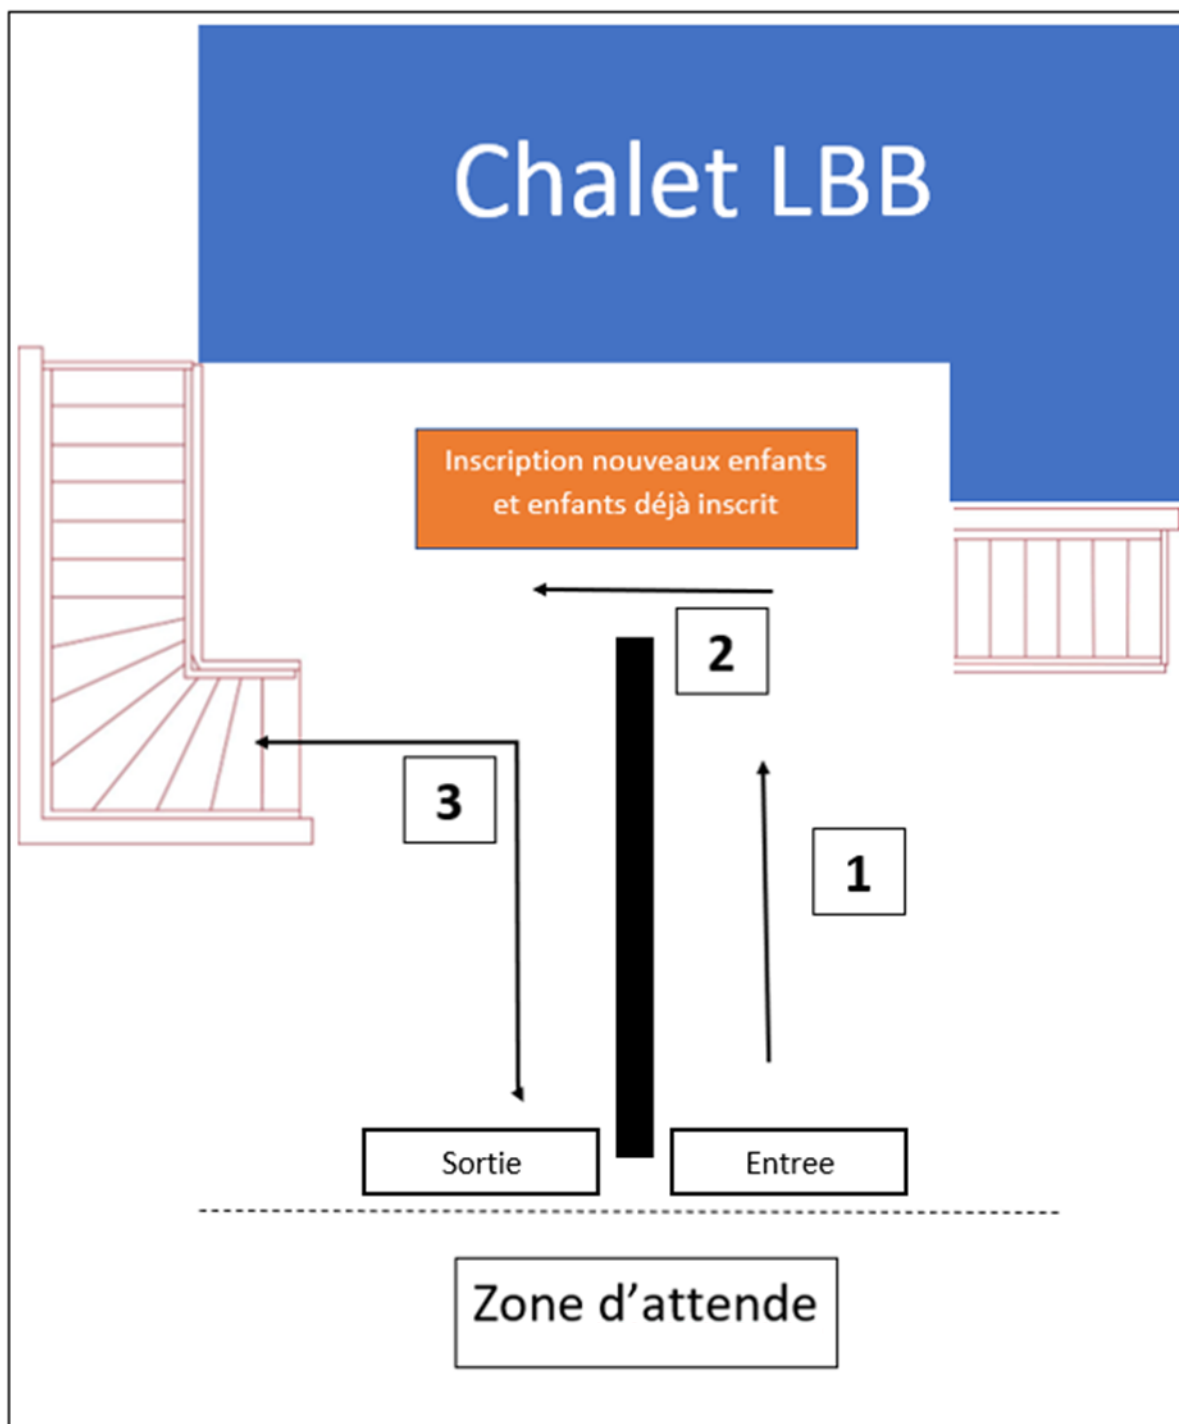 Chalet LBB
Inscription nouveaux enfants
et enfants déjà inscrit
2
3
1
Sortie
Entree
Zone d’attende